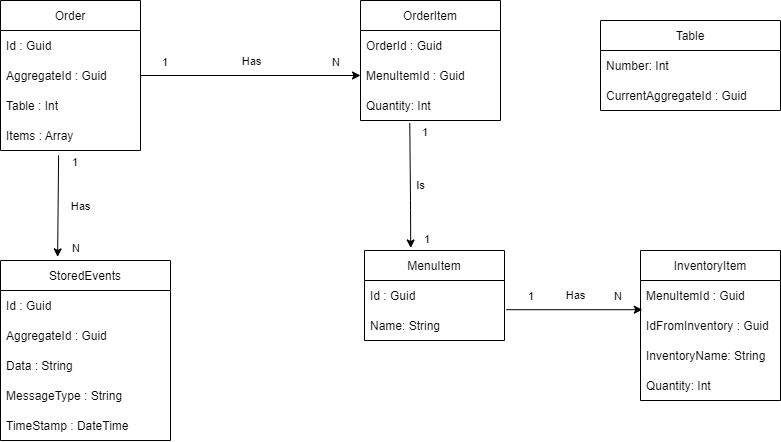 Order
Id : Guid
AggregateId : Guid
Table : Int
Items : Array
1
Has
N
OrderItem
OrderId : Guid
MenuItemId : Guid
Quantity: Int
Table
Number: Int
CurrentAggregateId : Guid
1
Has
N
1
Is
1
StoredEvents
Id : Guid
AggregateId : Guid
Data : String
MessageType : String
TimeStamp : DateTime
MenuItem
Id : Guid
Name: String
1
Has
N
InventoryItem
MenuItemId : Guid
IdFromInventory : Guid
InventoryName: String
Quantity: Int